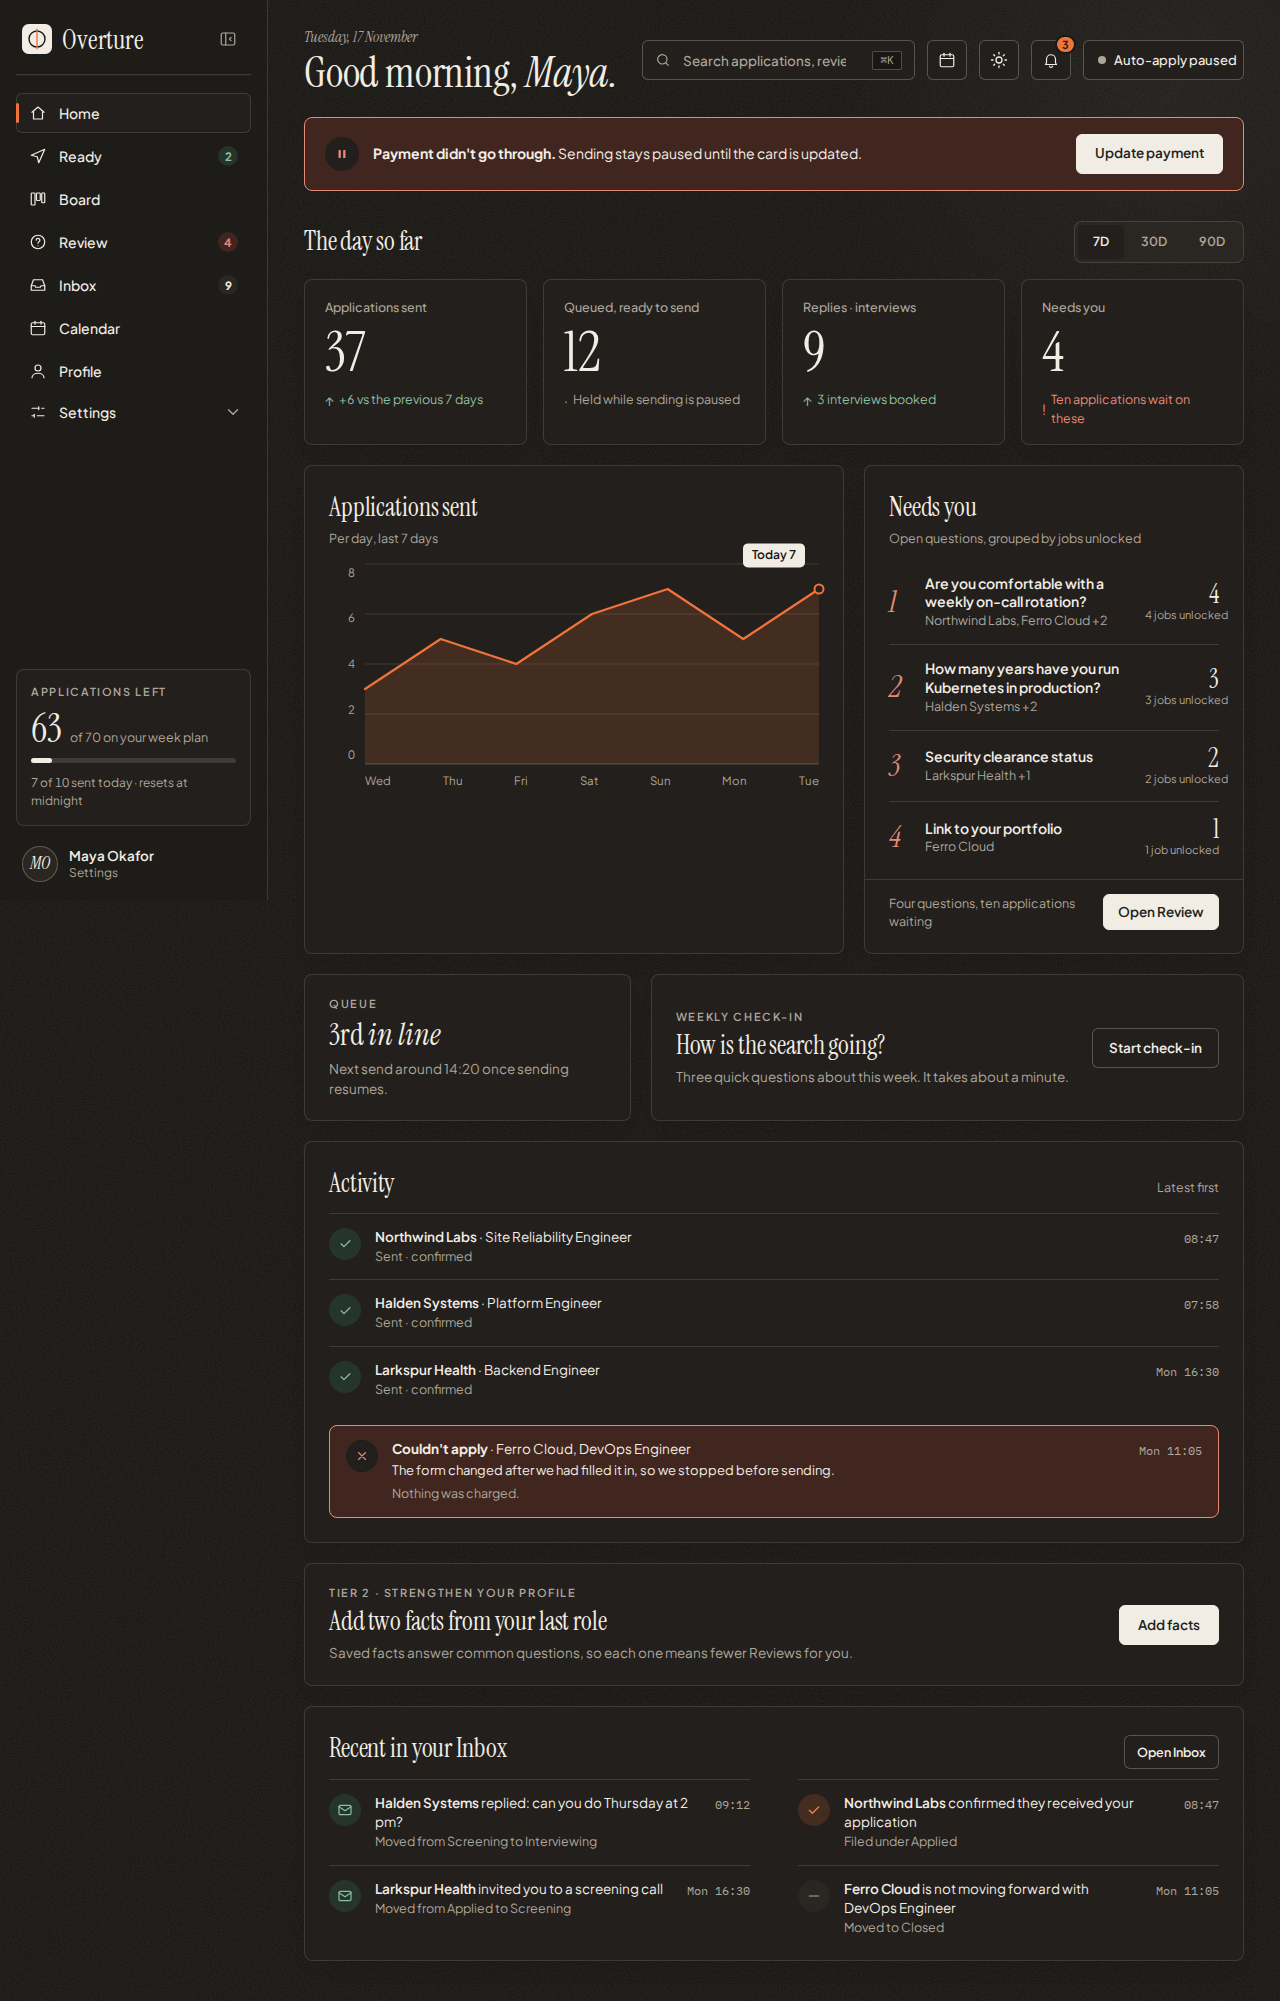 Overture
Home
Ready 2
Board
Review 4
Inbox 9
Calendar
Profile
Settings
APPLICATIONS LEFT
63 of 70 on your week plan
7 of 10 sent today · resets at
midnight
MO
Maya Okafor
Settings
Tuesday, 17 November
Good morning, Maya.
Search applications, revie
⌘K
3
Auto-apply paused
Payment didn't go through. Sending stays paused until the card is updated.
Update payment
The day so far
7D 30D 90D
Applications sent
37
↑ +6 vs the previous 7 days
Queued, ready to send
12
· Held while sending is paused
Replies · interviews
9
↑ 3 interviews booked
Needs you
4
! Ten applications wait on
these
Applications sent
Per day, last 7 days
Today 7
8
6
4
2
0
Wed Thu Fri Sat Sun Mon Tue
Needs you
Open questions, grouped by jobs unlocked
1
Are you comfortable with a
weekly on-call rotation?
Northwind Labs, Ferro Cloud +2
4
4 jobs unlocked
2
How many years have you run
Kubernetes in production?
Halden Systems +2
3
3 jobs unlocked
3
Security clearance status
Larkspur Health +1
2
2 jobs unlocked
4
Link to your portfolio
Ferro Cloud
1
1 job unlocked
Four questions, ten applications
waiting
Open Review
QUEUE
3rd in line
Next send around 14:20 once sending
resumes.
WEEKLY CHECK-IN
How is the search going?
Three quick questions about this week. It takes about a minute.
Start check-in
Activity
Latest first
Northwind Labs · Site Reliability Engineer
Sent · confirmed
08:47
Halden Systems · Platform Engineer
Sent · confirmed
07:58
Larkspur Health · Backend Engineer
Sent · confirmed
Mon 16:30
Couldn't apply · Ferro Cloud, DevOps Engineer
The form changed after we had filled it in, so we stopped before sending.
Nothing was charged.
Mon 11:05
TIER 2 · STRENGTHEN YOUR PROFILE
Add two facts from your last role
Saved facts answer common questions, so each one means fewer Reviews for you.
Add facts
Recent in your Inbox
Open Inbox
Halden Systems replied: can you do Thursday at 2
pm?
Moved from Screening to Interviewing
09:12
Northwind Labs confirmed they received your
application
Filed under Applied
08:47
Larkspur Health invited you to a screening call
Moved from Applied to Screening
Mon 16:30
Ferro Cloud is not moving forward with
DevOps Engineer
Moved to Closed
Mon 11:05